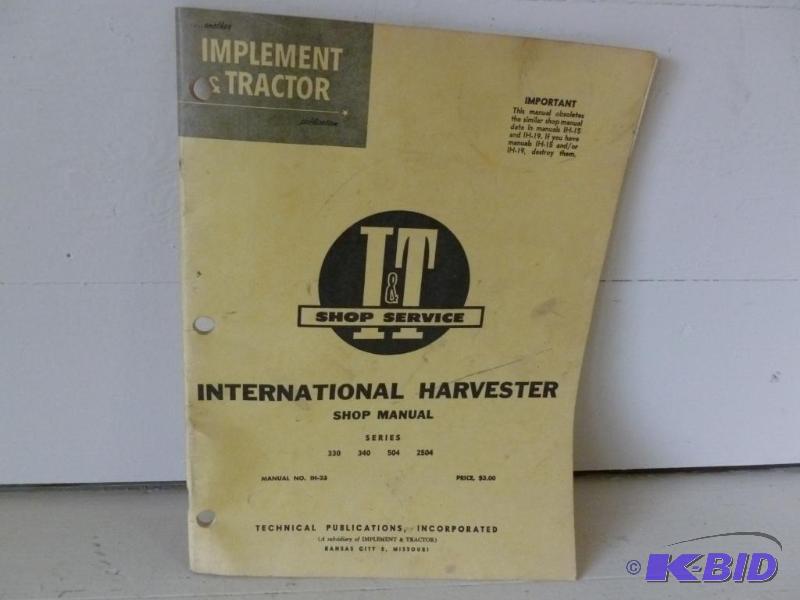 another
IMPLEMENT
& TRACTOR
publication
IMPORTANT
This manual obsoletes
the similar shop manual
data in manuals IH-15
and IH-19. If you have
manuals IH-15 and/or
IH-19, destroy them.
I&T
SHOP SERVICE
INTERNATIONAL HARVESTER
SHOP MANUAL
SERIES
330 340 504 2504
MANUAL NO. IH-23 PRICE, $3.00
TECHNICAL PUBLICATIONS, INCORPORATED
(A subsidiary of IMPLEMENT & TRACTOR)
KANSAS CITY 5, MISSOURI
© K-BID